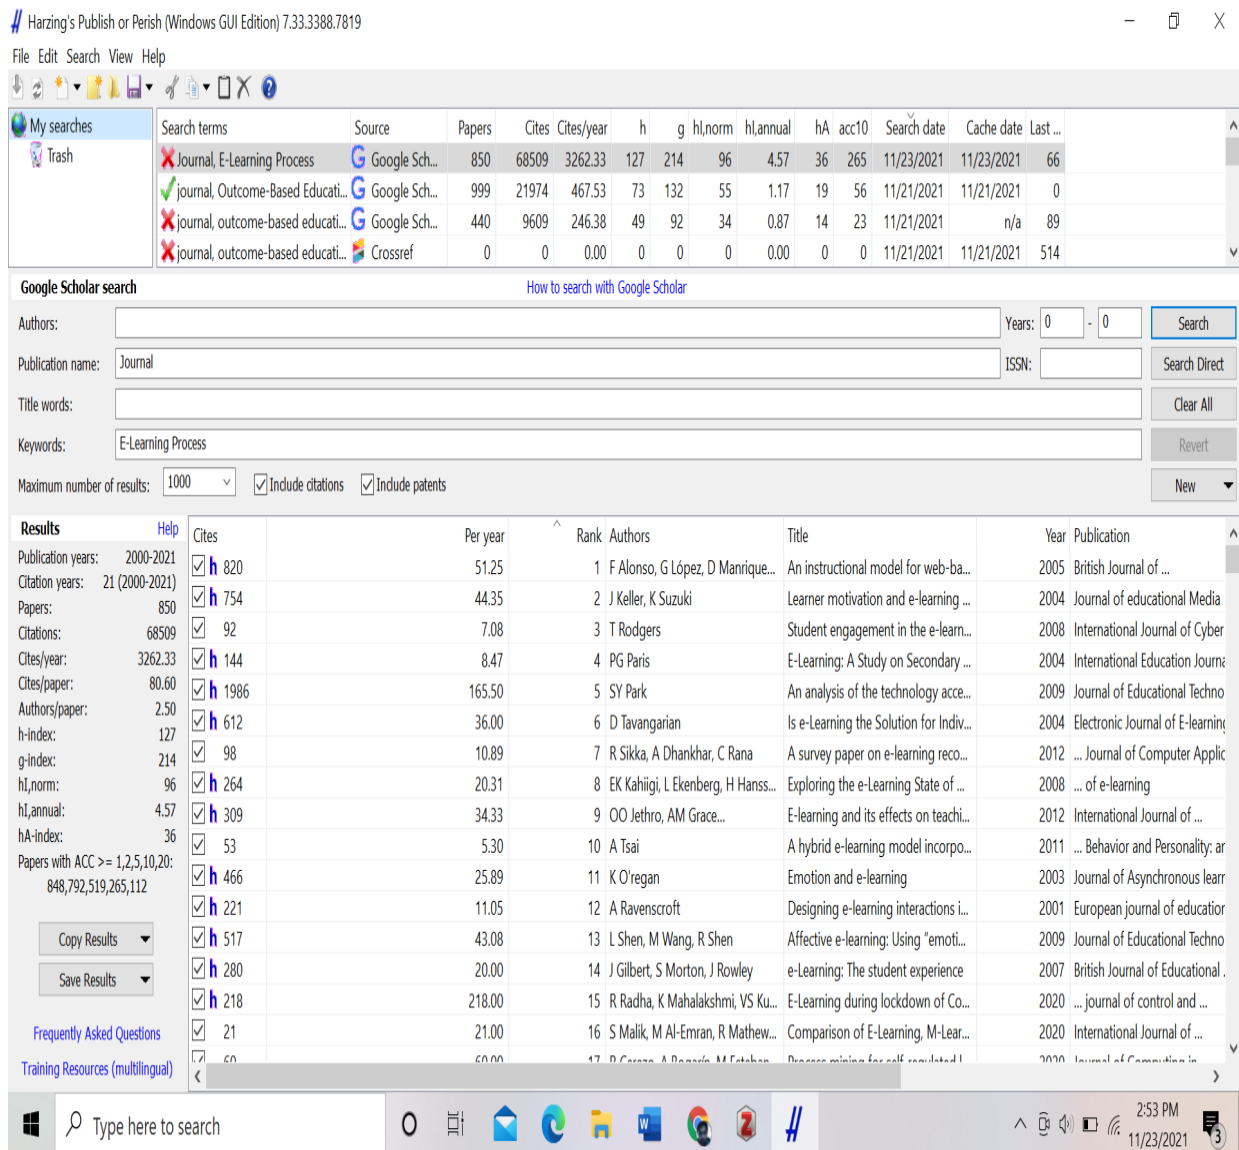 Harzing's Publish or Perish (Windows GUI Edition) 7.33.3388.7819
File Edit Search View Help
My searches
Trash
Search terms Source Papers Cites Cites/year h g hI,norm hI,annual hA acc10 Search date Cache date Last ...
Journal, E-Learning Process Google Sch... 850 68509 3262.33 127 214 96 4.57 36 265 11/23/2021 11/23/2021 66
journal, Outcome-Based Educati... Google Sch... 999 21974 467.53 73 132 55 1.17 19 56 11/21/2021 11/21/2021 0
journal, outcome-based educati... Google Sch... 440 9609 246.38 49 92 34 0.87 14 23 11/21/2021 n/a 89
journal, outcome-based educati... Crossref 0 0 0.00 0 0 0 0.00 0 0 11/21/2021 11/21/2021 514
Google Scholar search How to search with Google Scholar
Authors: Years: 0 - 0 Search
Publication name: Journal ISSN: Search Direct
Title words: Clear All
Keywords: E-Learning Process Revert
Maximum number of results: 1000 Include citations Include patents New
Results Help
Publication years: 2000-2021
Citation years: 21 (2000-2021)
Papers: 850
Citations: 68509
Cites/year: 3262.33
Cites/paper: 80.60
Authors/paper: 2.50
h-index: 127
g-index: 214
hI,norm: 96
hI,annual: 4.57
hA-index: 36
Papers with ACC >= 1,2,5,10,20:
848,792,519,265,112
Copy Results
Save Results
Frequently Asked Questions
Training Resources (multilingual)
Cites Per year Rank Authors Title Year Publication
h 820 51.25 1 F Alonso, G López, D Manrique... An instructional model for web-ba... 2005 British Journal of ...
h 754 44.35 2 J Keller, K Suzuki Learner motivation and e-learning ... 2004 Journal of educational Media
92 7.08 3 T Rodgers Student engagement in the e-learn... 2008 International Journal of Cyber
h 144 8.47 4 PG Paris E-Learning: A Study on Secondary ... 2004 International Education Journa
h 1986 165.50 5 SY Park An analysis of the technology acce... 2009 Journal of Educational Techno
h 612 36.00 6 D Tavangarian Is e-Learning the Solution for Indiv... 2004 Electronic Journal of E-learning
98 10.89 7 R Sikka, A Dhankhar, C Rana A survey paper on e-learning reco... 2012 ... Journal of Computer Applic
h 264 20.31 8 EK Kahiigi, L Ekenberg, H Hanss... Exploring the e-Learning State of ... 2008 ... of e-learning
h 309 34.33 9 OO Jethro, AM Grace... E-learning and its effects on teachi... 2012 International Journal of ...
53 5.30 10 A Tsai A hybrid e-learning model incorpo... 2011 ... Behavior and Personality: an
h 466 25.89 11 K O'regan Emotion and e-learning 2003 Journal of Asynchronous learn
h 221 11.05 12 A Ravenscroft Designing e-learning interactions i... 2001 European journal of education
h 517 43.08 13 L Shen, M Wang, R Shen Affective e-learning: Using "emoti... 2009 Journal of Educational Techno
h 280 20.00 14 J Gilbert, S Morton, J Rowley e-Learning: The student experience 2007 British Journal of Educational .
h 218 218.00 15 R Radha, K Mahalakshmi, VS Ku... E-Learning during lockdown of Co... 2020 ... journal of control and ...
21 21.00 16 S Malik, M Al-Emran, R Mathew... Comparison of E-Learning, M-Lear... 2020 International Journal of ...
Type here to search
2:53 PM
11/23/2021
3